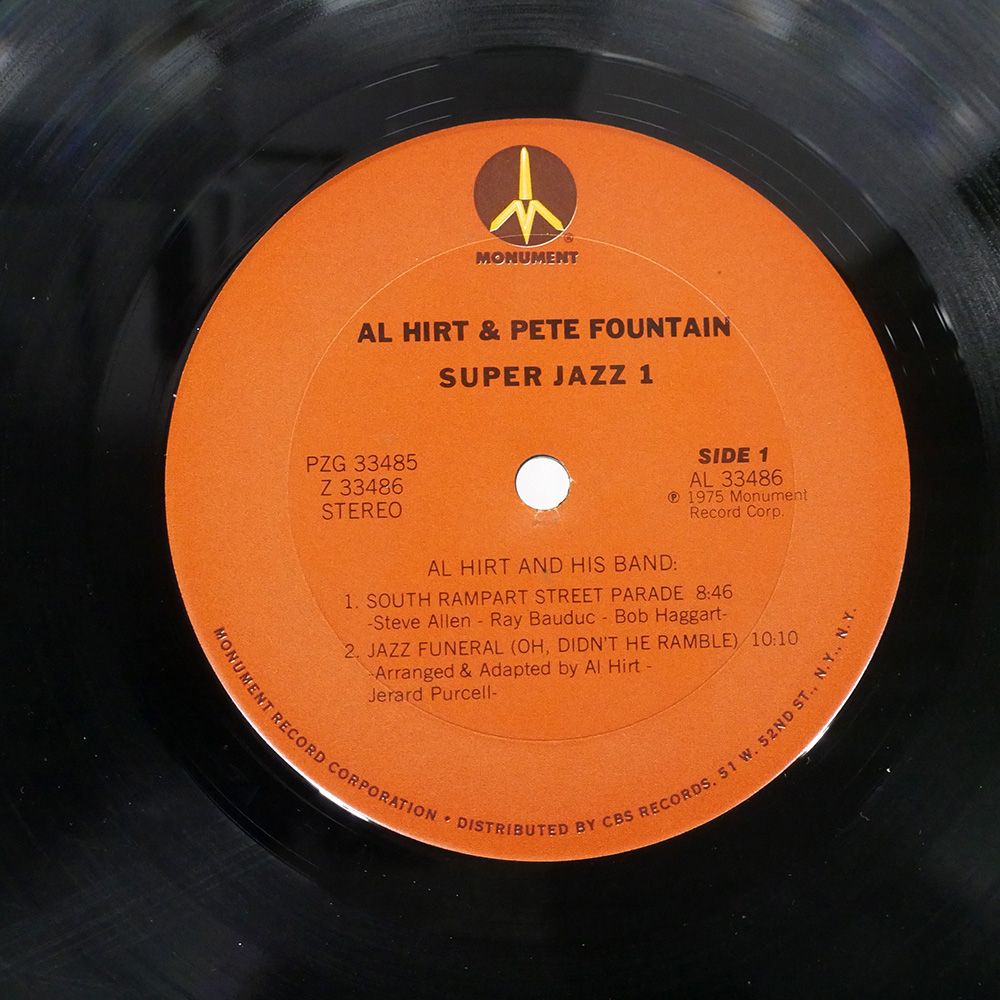 MONUMENT
®
AL HIRT & PETE FOUNTAIN
SUPER JAZZ 1
PZG 33485
Z 33486
STEREO
SIDE 1
AL 33486
℗ 1975 Monument
Record Corp.
AL HIRT AND HIS BAND:
1. SOUTH RAMPART STREET PARADE 8:46
-Steve Allen - Ray Bauduc - Bob Haggart-
2. JAZZ FUNERAL (OH, DIDN'T HE RAMBLE) 10:10
-Arranged & Adapted by Al Hirt -
Jerard Purcell-
MONUMENT RECORD CORPORATION • DISTRIBUTED BY CBS RECORDS, 51 W. 52ND ST., N.Y., N.Y.